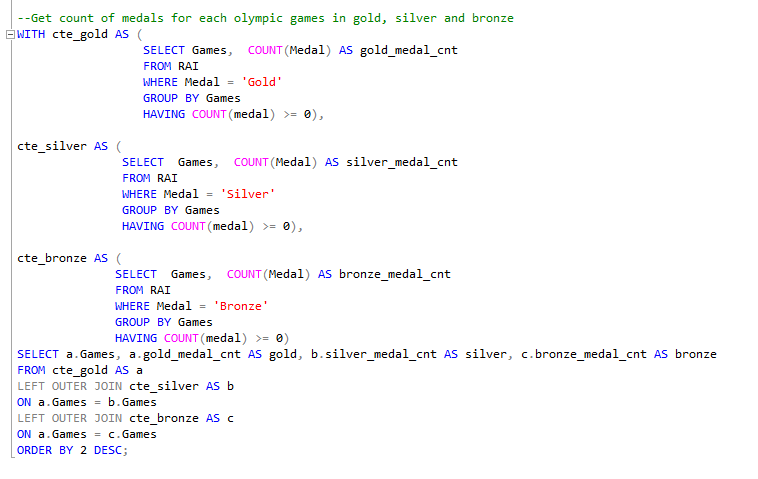 --Get count of medals for each olympic games in gold, silver and bronze
WITH cte_gold AS (
SELECT Games,  COUNT(Medal) AS gold_medal_cnt
FROM RAI
WHERE Medal = 'Gold'
GROUP BY Games
HAVING COUNT(medal) >= 0),
cte_silver AS (
SELECT  Games,  COUNT(Medal) AS silver_medal_cnt
FROM RAI
WHERE Medal = 'Silver'
GROUP BY Games
HAVING COUNT(medal) >= 0),
cte_bronze AS (
SELECT  Games,  COUNT(Medal) AS bronze_medal_cnt
FROM RAI
WHERE Medal = 'Bronze'
GROUP BY Games
HAVING COUNT(medal) >= 0)
SELECT a.Games, a.gold_medal_cnt AS gold, b.silver_medal_cnt AS silver, c.bronze_medal_cnt AS bronze
FROM cte_gold AS a
LEFT OUTER JOIN cte_silver AS b
ON a.Games = b.Games
LEFT OUTER JOIN cte_bronze AS c
ON a.Games = c.Games
ORDER BY 2 DESC;